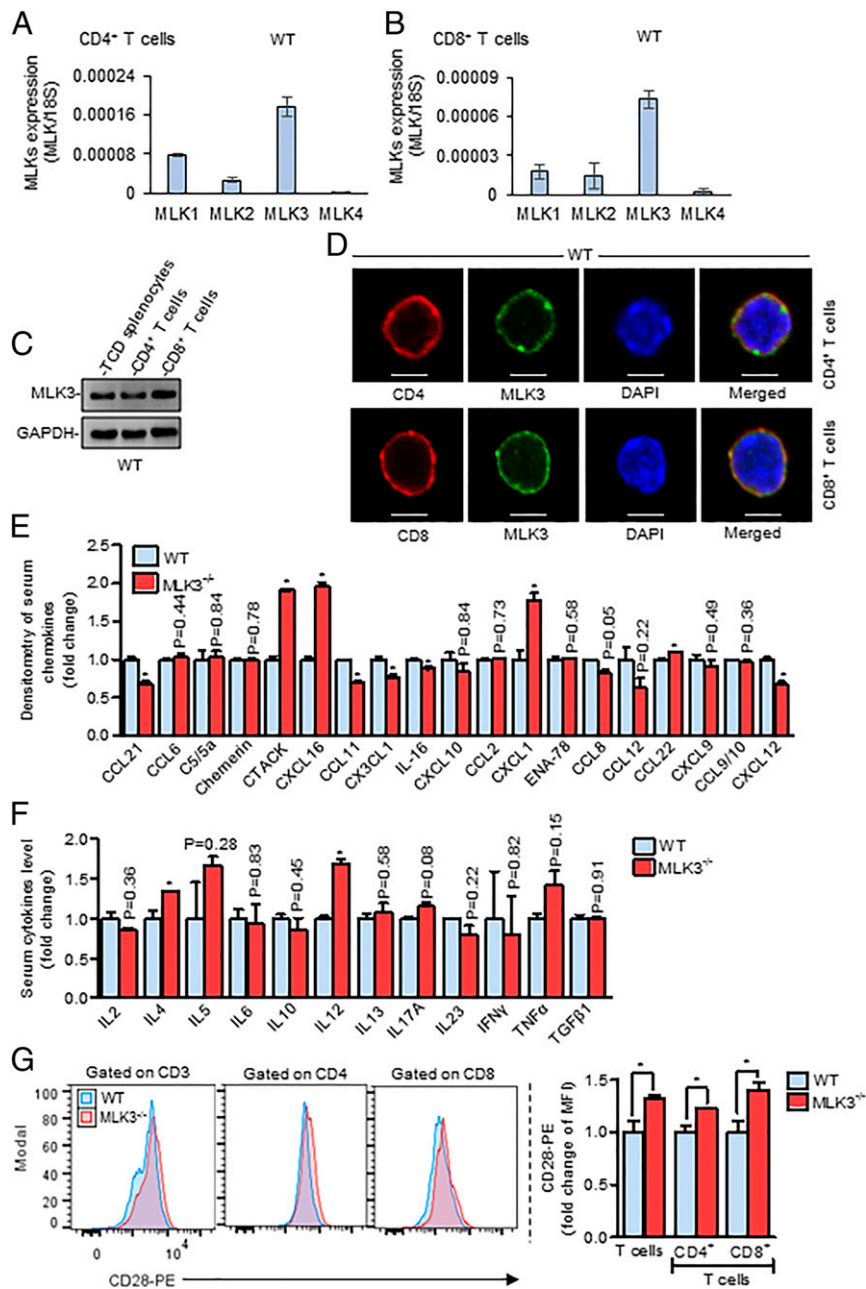 A
CD4+ T cells
WT
MLKs expression
(MLK/18S)
0.00024
0.00016
0.00008
0
MLK1
MLK2
MLK3
MLK4
B
CD8+ T cells
WT
MLKs expression
(MLK/18S)
0.00009
0.00006
0.00003
0
MLK1
MLK2
MLK3
MLK4
C
-TCD splenocytes
-CD4+ T cells
-CD8+ T cells
MLK3-
GAPDH-
WT
D
WT
CD4
MLK3
DAPI
Merged
CD4+ T cells
CD8
MLK3
DAPI
Merged
CD8+ T cells
E
Densitometry of serum
chemokines
(fold change)
2.5
2.0
1.5
1.0
0.5
0.0
WT
MLK3-/-
*
P=0.44
P=0.84
P=0.78
*
*
*
*
*
P=0.84
P=0.73
*
P=0.58
P=0.05
P=0.22
*
P=0.49
P=0.36
*
CCL21
CCL6
C5/5a
Chemerin
CTACK
CXCL16
CCL11
CX3CL1
IL-16
CXCL10
CCL2
CXCL1
ENA-78
CCL8
CCL12
CCL22
CXCL9
CCL9/10
CXCL12
F
Serum cytokines level
(fold change)
2.0
1.5
1.0
0.5
0.0
P=0.36
*
P=0.28
P=0.83
P=0.45
*
P=0.58
P=0.08
P=0.22
P=0.82
P=0.15
P=0.91
WT
MLK3-/-
IL2
IL4
IL5
IL6
IL10
IL12
IL13
IL17A
IL23
IFNγ
TNFα
TGFβ1
G
Gated on CD3
Gated on CD4
Gated on CD8
WT
MLK3-/-
Modal
100
80
60
40
20
0
0
104
CD28-PE
CD28-PE
(fold change of MFI)
1.5
1.0
0.5
0.0
*
*
*
WT
MLK3-/-
T cells
CD4+
CD8+
T cells